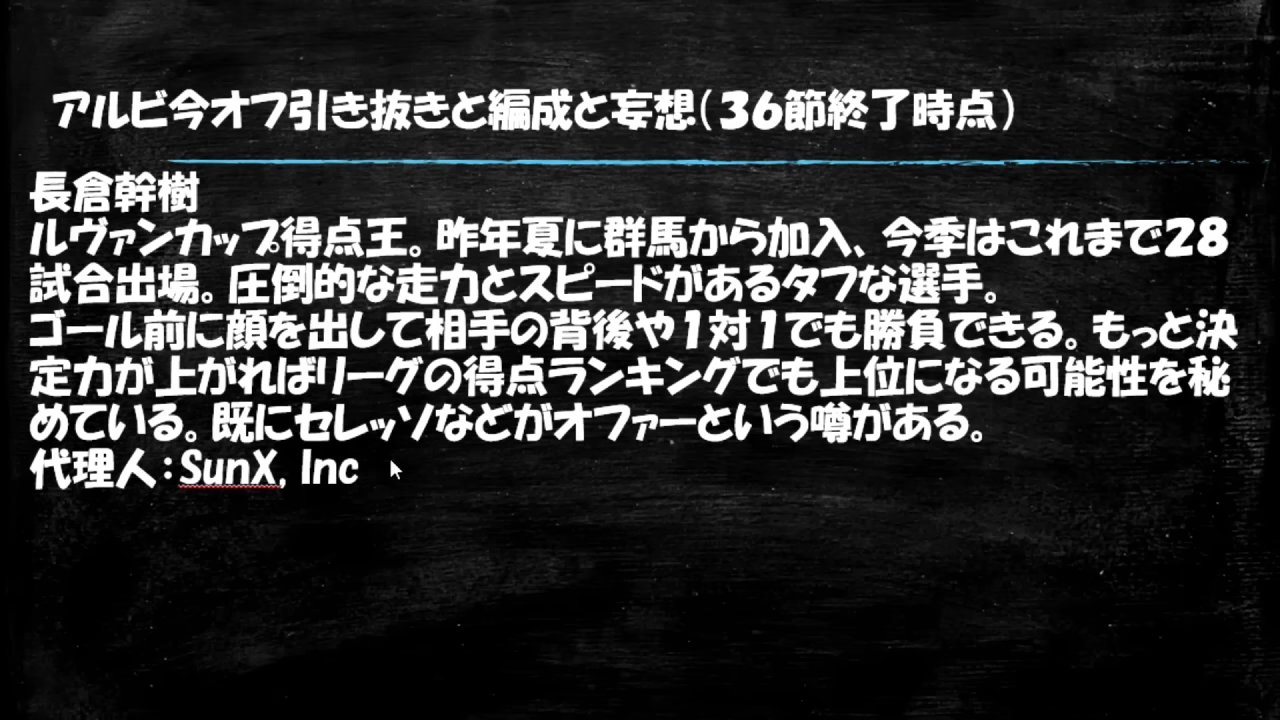 アルビ今オフ引き抜きと編成と妄想（36節終了時点）
長倉幹樹
ルヴァンカップ得点王。昨年夏に群馬から加入、今季はこれまで28
試合出場。圧倒的な走力とスピードがあるタフな選手。
ゴール前に顔を出して相手の背後や1対1でも勝負できる。もっと決
定力が上がればリーグの得点ランキングでも上位になる可能性を秘
めている。既にセレッソなどがオファーという噂がある。
代理人：SunX, Inc